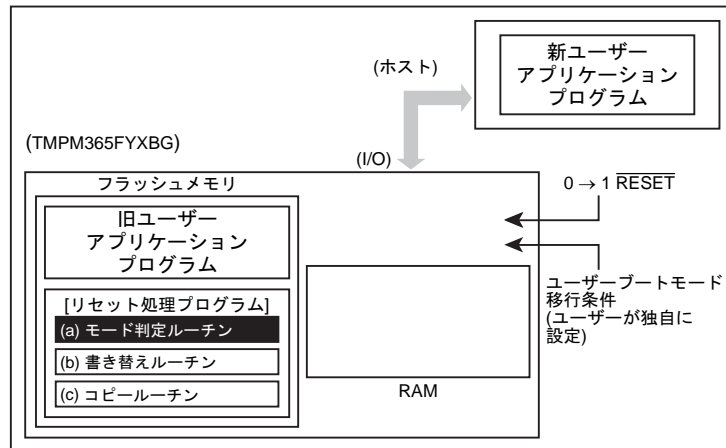 新ユーザー
アプリケーション
プログラム
(ホスト)
(TMPM365FYXBG)
(I/O)
フラッシュメモリ
0 → 1 RESET
旧ユーザー
アプリケーション
プログラム
ユーザーブートモード
移行条件
(ユーザーが独自に
設定)
[リセット処理プログラム]
(a) モード判定ルーチン
(b) 書き替えルーチン
(c) コピールーチン
RAM